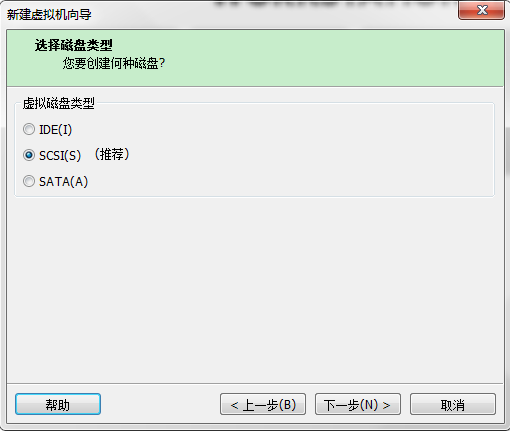 新建虚拟机向导
选择磁盘类型
您要创建何种磁盘?
虚拟磁盘类型
IDE(I)
SCSI(S) （推荐）
SATA(A)
帮助
< 上一步(B)
下一步(N) >
取消